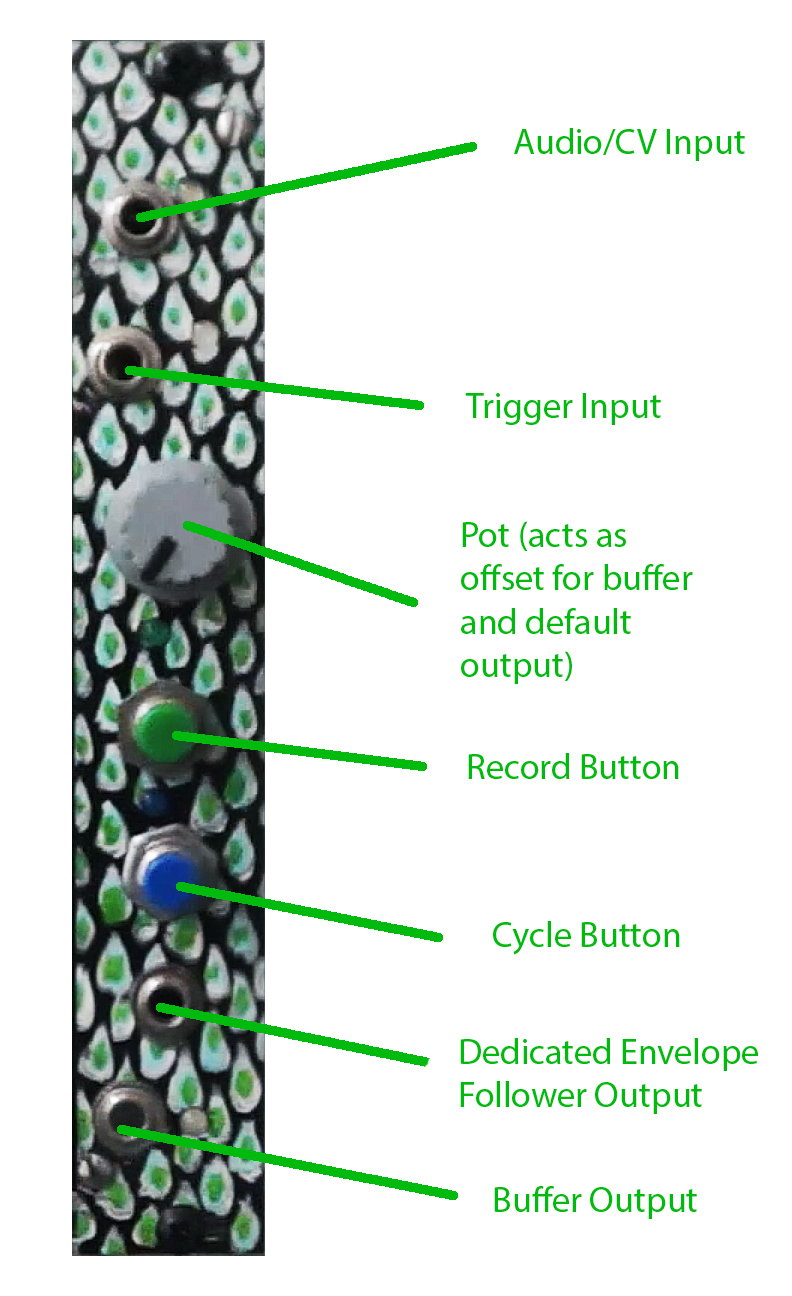 Audio/CV Input
Trigger Input
Pot (acts as
offset for buffer
and default
output)
Record Button
Cycle Button
Dedicated Envelope
Follower Output
Buffer Output